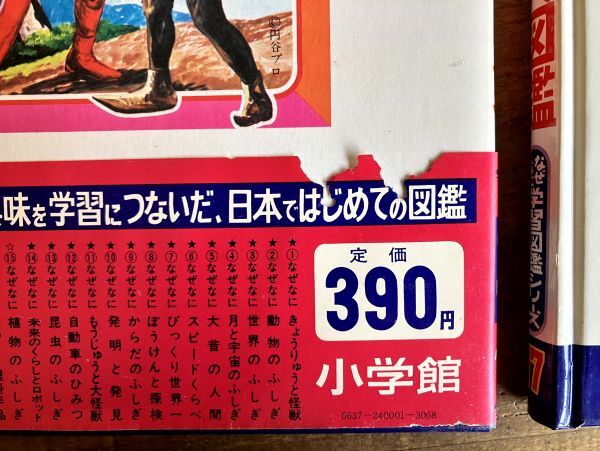 ©円谷プロ
味を学習につないだ、日本ではじめての図鑑
★①なぜなに きょうりゅうと怪獣
★②なぜなに 動物のふしぎ
★③なぜなに 世界のふしぎ
★④なぜなに 月と宇宙のふしぎ
★⑤なぜなに 大昔の人間
★⑥なぜなに スピードくらべ
★⑦なぜなに びっくり世界一
★⑧なぜなに ぼうけんと探検
★⑨なぜなに からだのふしぎ
★⑩なぜなに 発明と発見
★⑪なぜなに もうじゅうと大怪獣
★⑫なぜなに 自動車のひみつ
★⑬なぜなに 昆虫のふしぎ
★⑭なぜなに 未来のくらしとロボット
☆⑮なぜなに 植物のふしぎ
定価
390円
小学館
0637-240001-3068
図鑑
なぜなに学習図鑑シリーズ
7